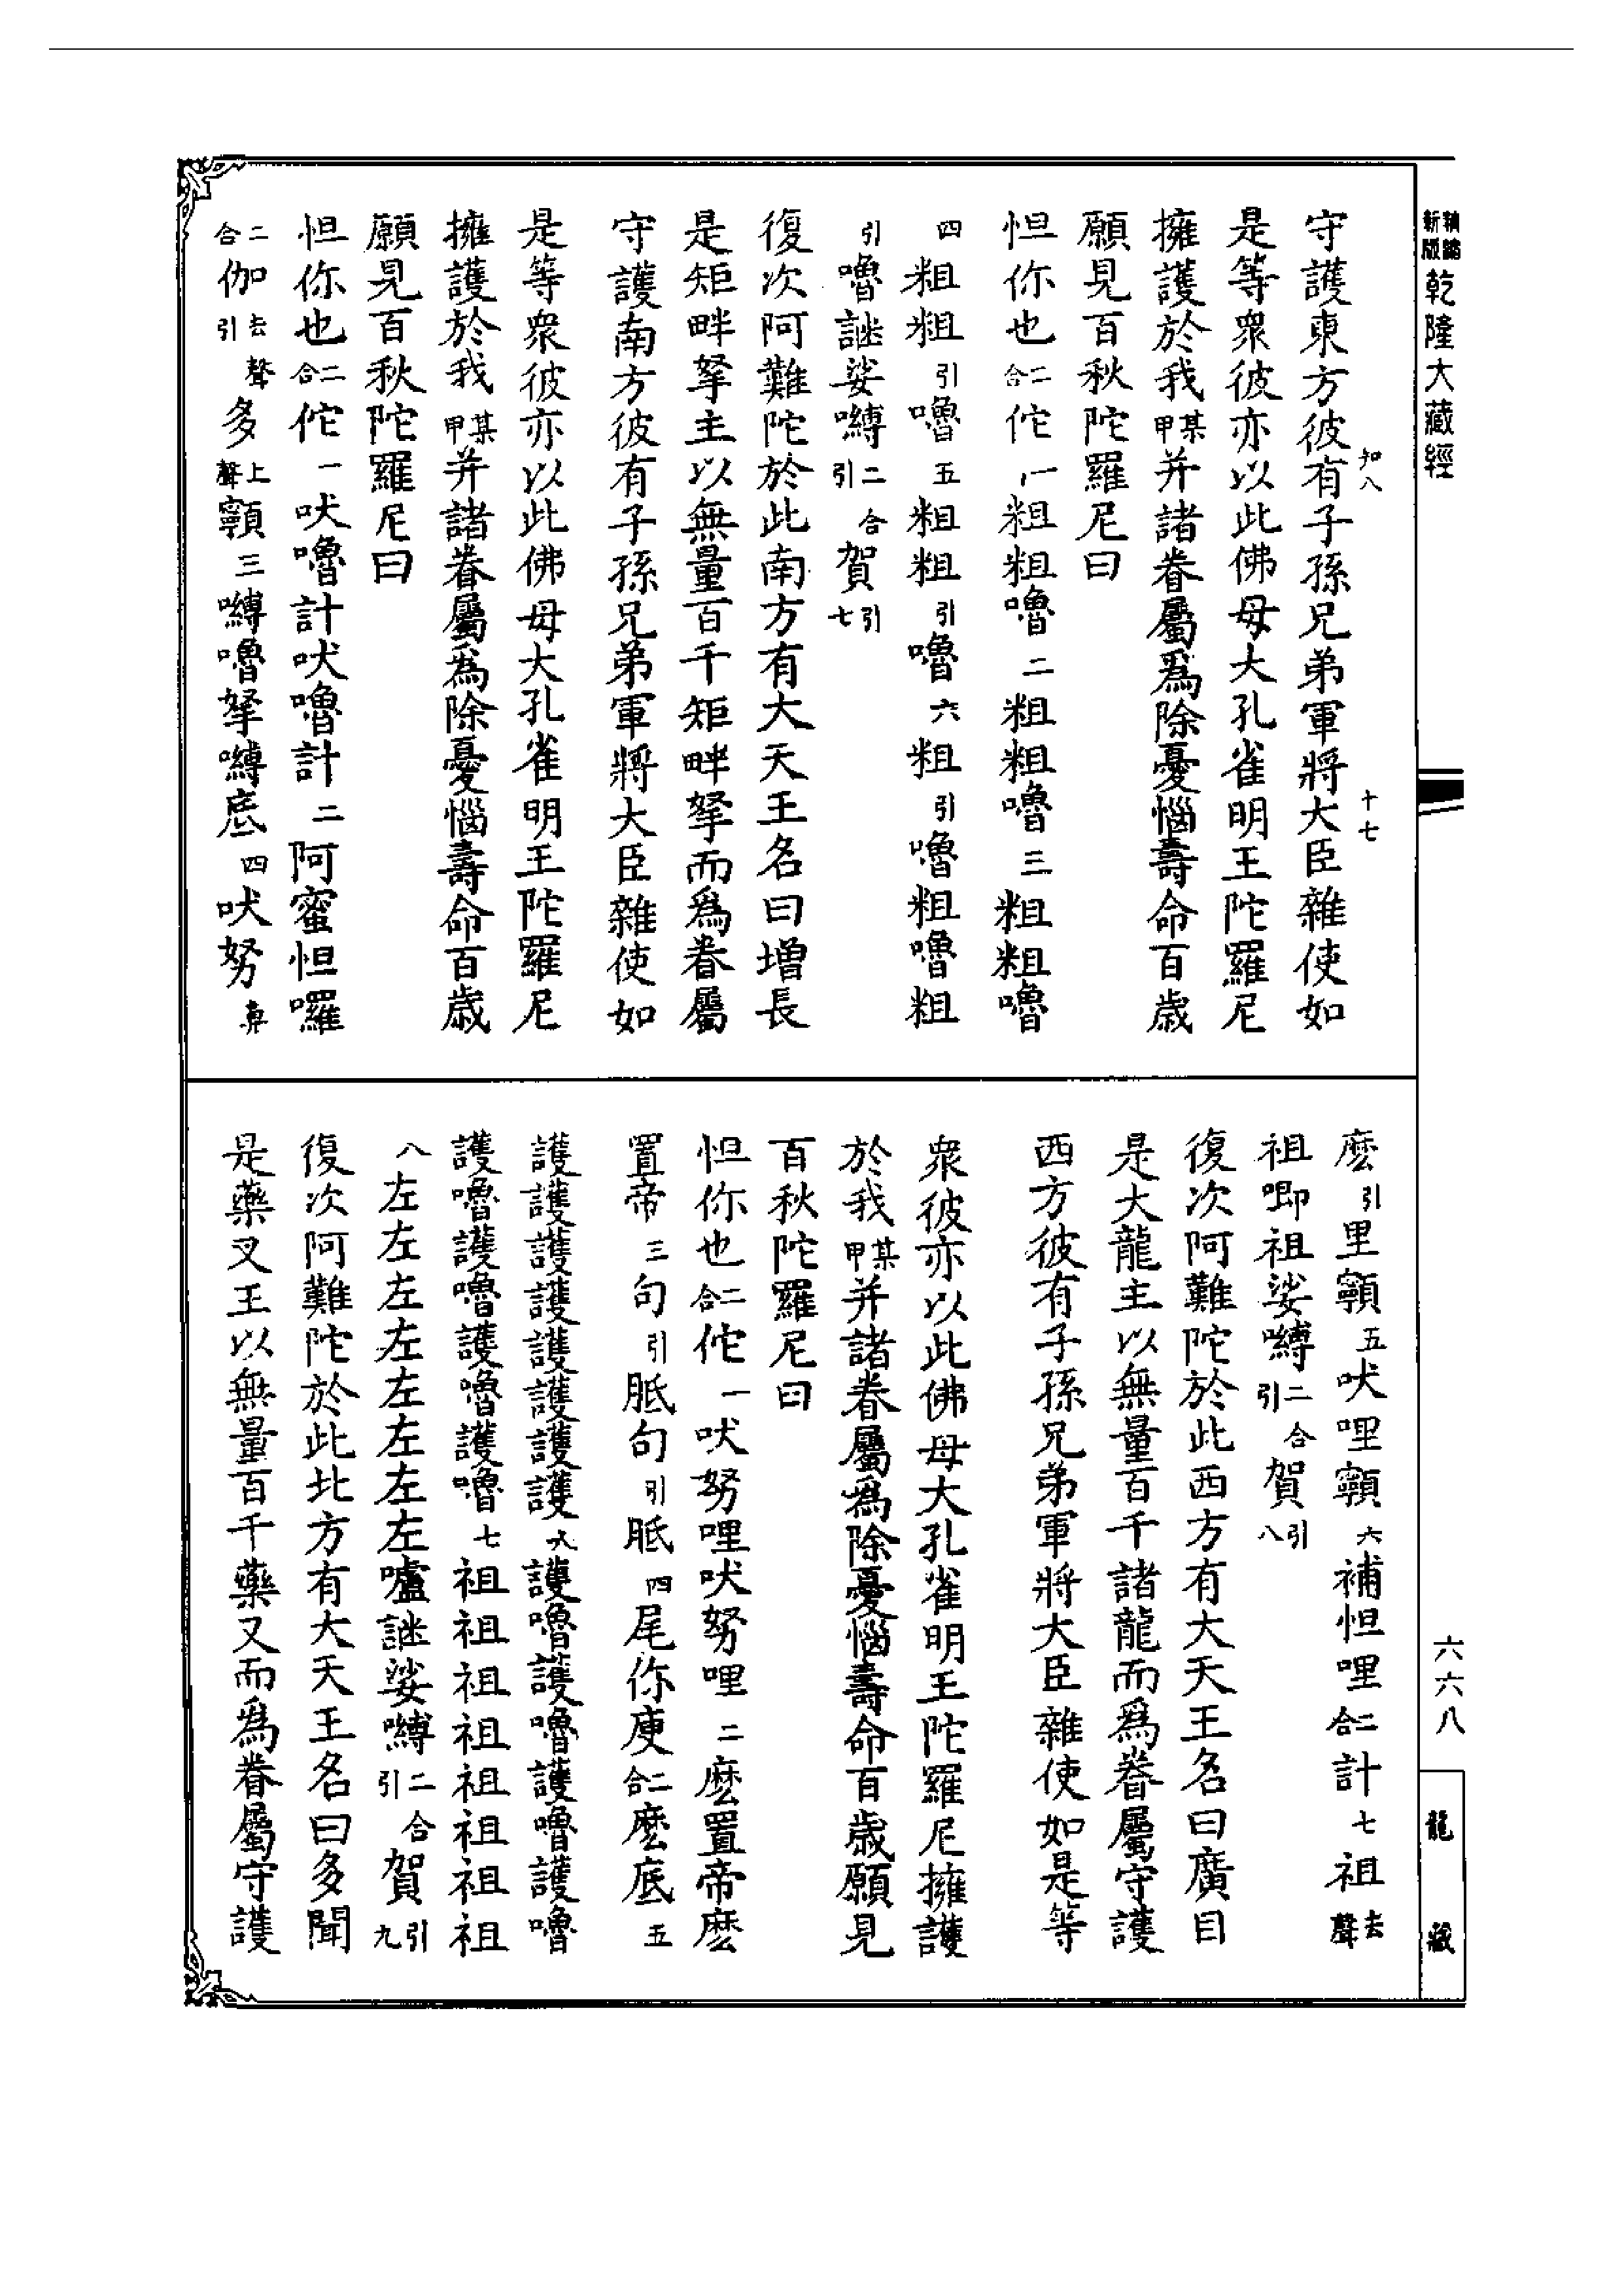 新版 精編 乾隆大藏經
六六八
龍藏
知八 十七
守護東方彼有子孫兄弟軍將大臣雜使如
是等衆彼亦以此佛母大孔雀明王陀羅尼
擁護於我某甲并諸眷屬爲除憂惱壽命百歲
願見百秋陀羅尼曰
怛你也二合佗一粗粗嚕二粗粗嚕三粗粗嚕
四粗粗引嚕五粗粗引嚕六粗引嚕粗嚕粗
引嚕謎娑嚩二合引賀引七
復次阿難陀於此南方有大天王名曰增長
是矩畔拏主以無量百千矩畔拏而爲眷屬
守護南方彼有子孫兄弟軍將大臣雜使如
是等衆彼亦以此佛母大孔雀明王陀羅尼
擁護於我某甲并諸眷屬爲除憂惱壽命百歲
願見百秋陀羅尼曰
怛你也二合佗一吠嚕計吠嚕計二阿蜜怛囉
二合伽去聲引多上聲顐三嚩嚕拏嚩底四吠努鼻
麽引里顐五吠哩顐六補怛哩二合計七祖去聲
祖唧祖娑嚩二合引賀引八
復次阿難陀於此西方有大天王名曰廣目
是大龍主以無量百千諸龍而爲眷屬守護
西方彼有子孫兄弟軍將大臣雜使如是等
衆彼亦以此佛母大孔雀明王陀羅尼擁護
於我某甲并諸眷屬爲除憂惱壽命百歲願見
百秋陀羅尼曰
怛你也二合佗一吠努哩吠努哩二麽置帝麽
置帝三句引胝句引胝四尾你庾二合麽底五
護護護護護護護護六護嚕護嚕護嚕護嚕
護嚕護嚕護嚕護嚕七祖祖祖祖祖祖祖祖
八左左左左左左左左嚧謎娑嚩二合引賀引九
復次阿難陀於此北方有大天王名曰多聞
是藥叉王以無量百千藥叉而爲眷屬守護